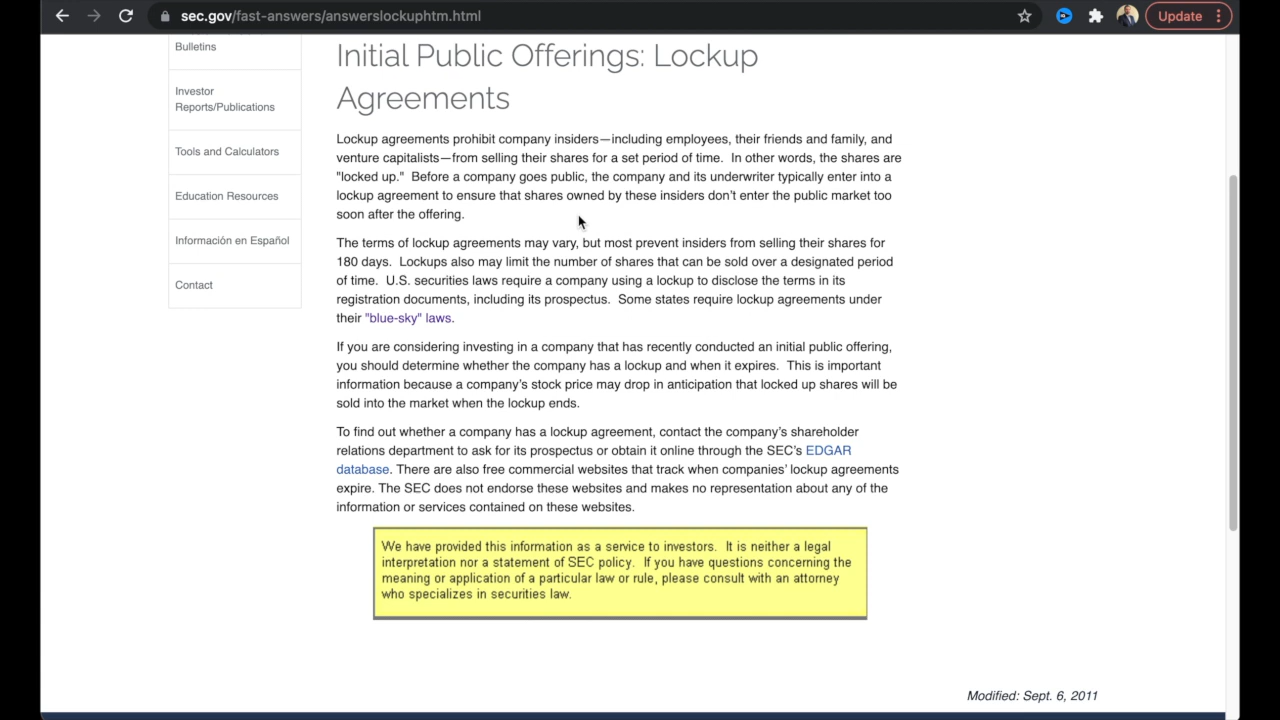 sec.gov/fast-answers/answerslockuphtm.html
Update
Bulletins
Investor
Reports/Publications
Tools and Calculators
Education Resources
Información en Español
Contact
Initial Public Offerings: Lockup
Agreements
Lockup agreements prohibit company insiders—including employees, their friends and family, and
venture capitalists—from selling their shares for a set period of time.  In other words, the shares are
"locked up."  Before a company goes public, the company and its underwriter typically enter into a
lockup agreement to ensure that shares owned by these insiders don’t enter the public market too
soon after the offering.
The terms of lockup agreements may vary, but most prevent insiders from selling their shares for
180 days.  Lockups also may limit the number of shares that can be sold over a designated period
of time.  U.S. securities laws require a company using a lockup to disclose the terms in its
registration documents, including its prospectus.  Some states require lockup agreements under
their "blue-sky" laws.
If you are considering investing in a company that has recently conducted an initial public offering,
you should determine whether the company has a lockup and when it expires.  This is important
information because a company’s stock price may drop in anticipation that locked up shares will be
sold into the market when the lockup ends.
To find out whether a company has a lockup agreement, contact the company’s shareholder
relations department to ask for its prospectus or obtain it online through the SEC’s EDGAR
database. There are also free commercial websites that track when companies’ lockup agreements
expire. The SEC does not endorse these websites and makes no representation about any of the
information or services contained on these websites.
We have provided this information as a service to investors.  It is neither a legal
interpretation nor a statement of SEC policy.  If you have questions concerning the
meaning or application of a particular law or rule, please consult with an attorney
who specializes in securities law.
Modified: Sept. 6, 2011